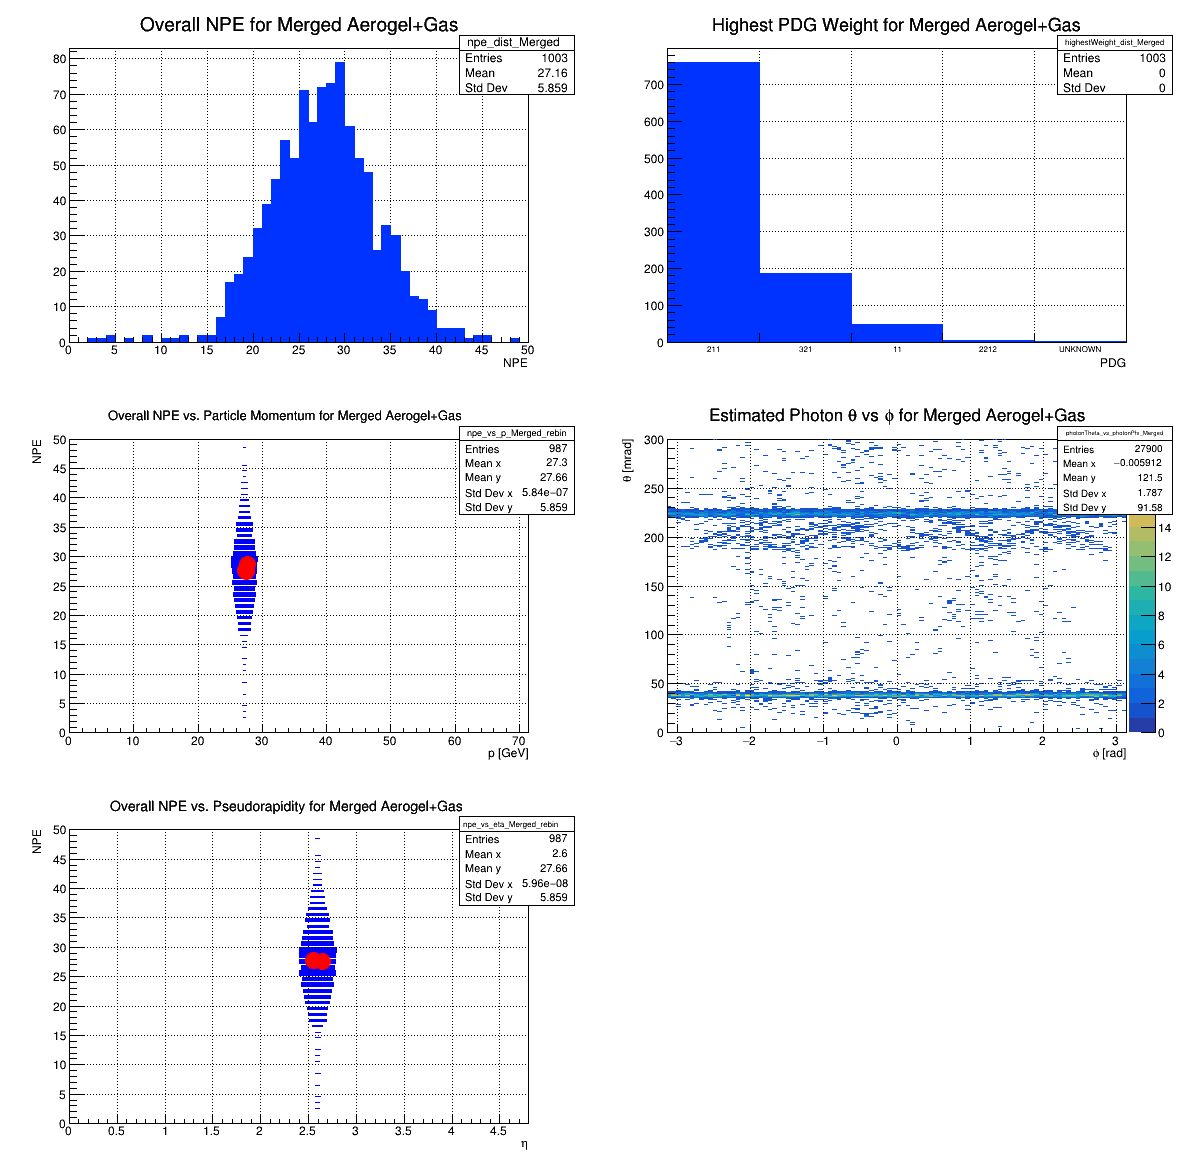 Overall NPE for Merged Aerogel+Gas
npe_dist_Merged
Entries 1003
Mean 27.16
Std Dev 5.859
80
70
60
50
40
30
20
10
0
0 5 10 15 20 25 30 35 40 45 50
NPE
Highest PDG Weight for Merged Aerogel+Gas
highestWeight_dist_Merged
Entries 1003
Mean 0
Std Dev 0
700
600
500
400
300
200
100
0
211 321 11 2212 UNKNOWN
PDG
Overall NPE vs. Particle Momentum for Merged Aerogel+Gas
npe_vs_p_Merged_rebin
Entries 987
Mean x 27.3
Mean y 27.66
Std Dev x 5.84e−07
Std Dev y 5.859
NPE
50
45
40
35
30
25
20
15
10
5
0
0 10 20 30 40 50 60 70
p [GeV]
Estimated Photon θ vs ϕ for Merged Aerogel+Gas
photonTheta_vs_photonPhi_Merged
Entries 27900
Mean x −0.005912
Mean y 121.5
Std Dev x 1.787
Std Dev y 91.58
θ [mrad]
300
250
200
150
100
50
0
−3 −2 −1 0 1 2 3
ϕ [rad]
14
12
10
8
6
4
2
0
Overall NPE vs. Pseudorapidity for Merged Aerogel+Gas
npe_vs_eta_Merged_rebin
Entries 987
Mean x 2.6
Mean y 27.66
Std Dev x 5.96e−08
Std Dev y 5.859
NPE
50
45
40
35
30
25
20
15
10
5
0
0 0.5 1 1.5 2 2.5 3 3.5 4 4.5
η